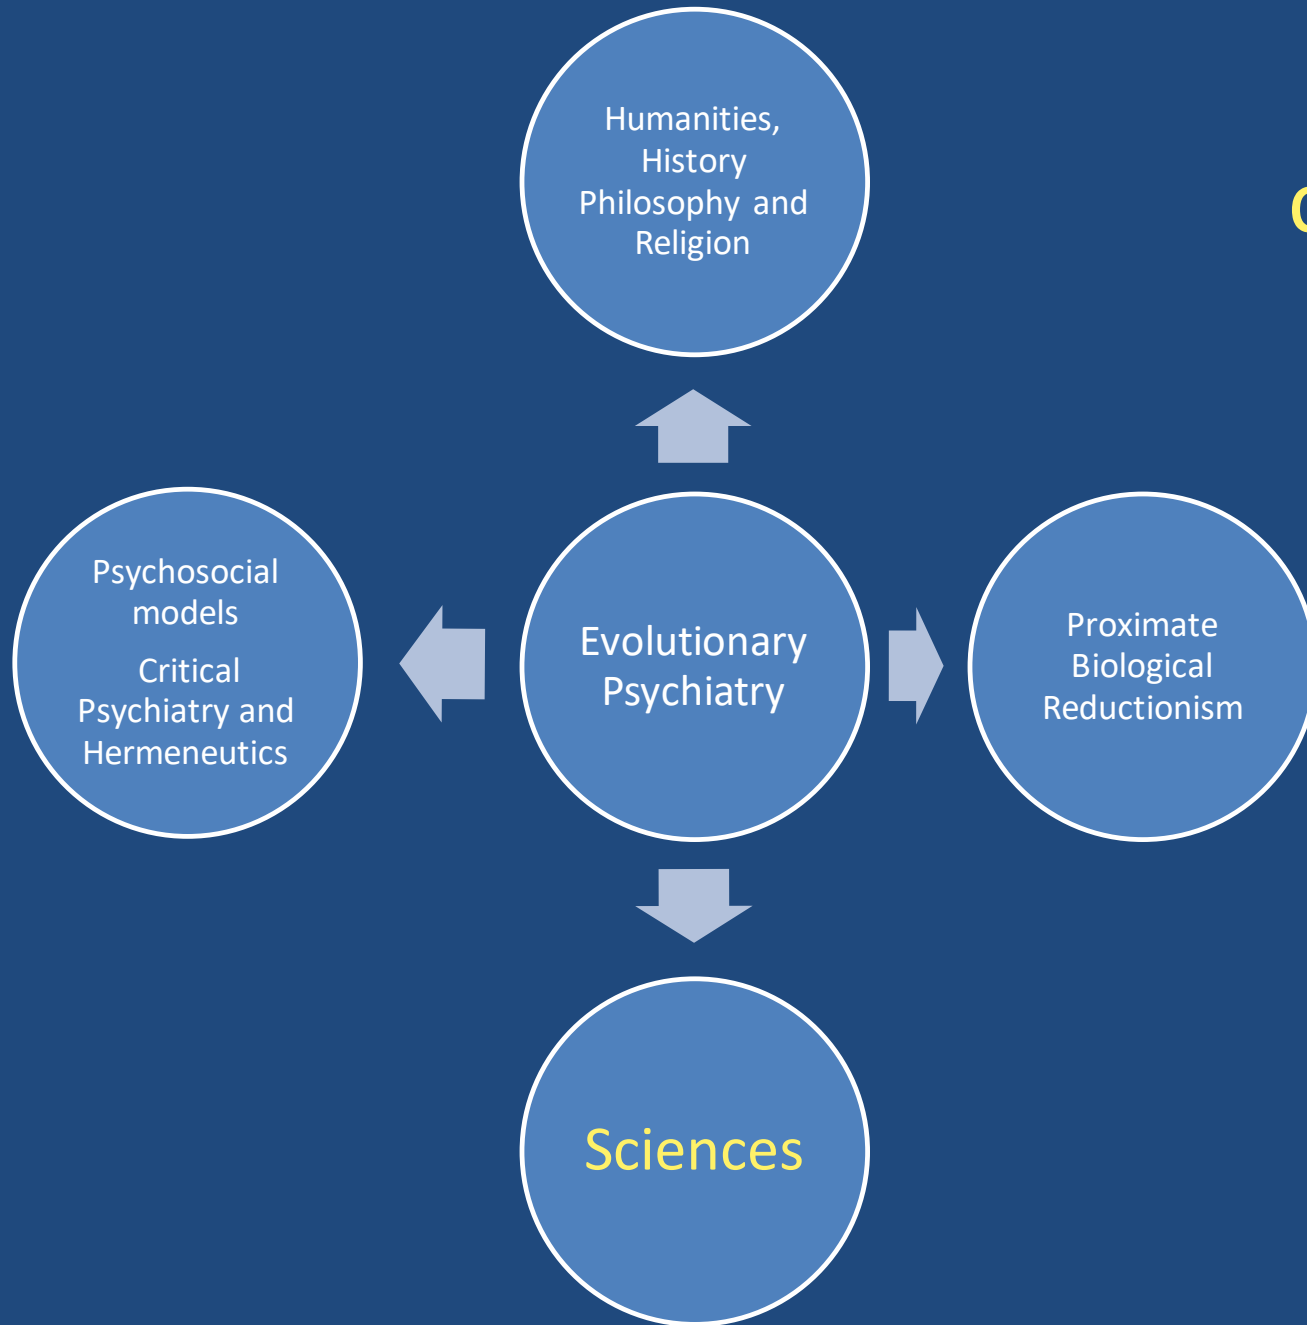 Humanities,
History
Philosophy and
Religion
Psychosocial
models
Critical
Psychiatry and
Hermeneutics
Evolutionary
Psychiatry
Proximate
Biological
Reductionism
Sciences